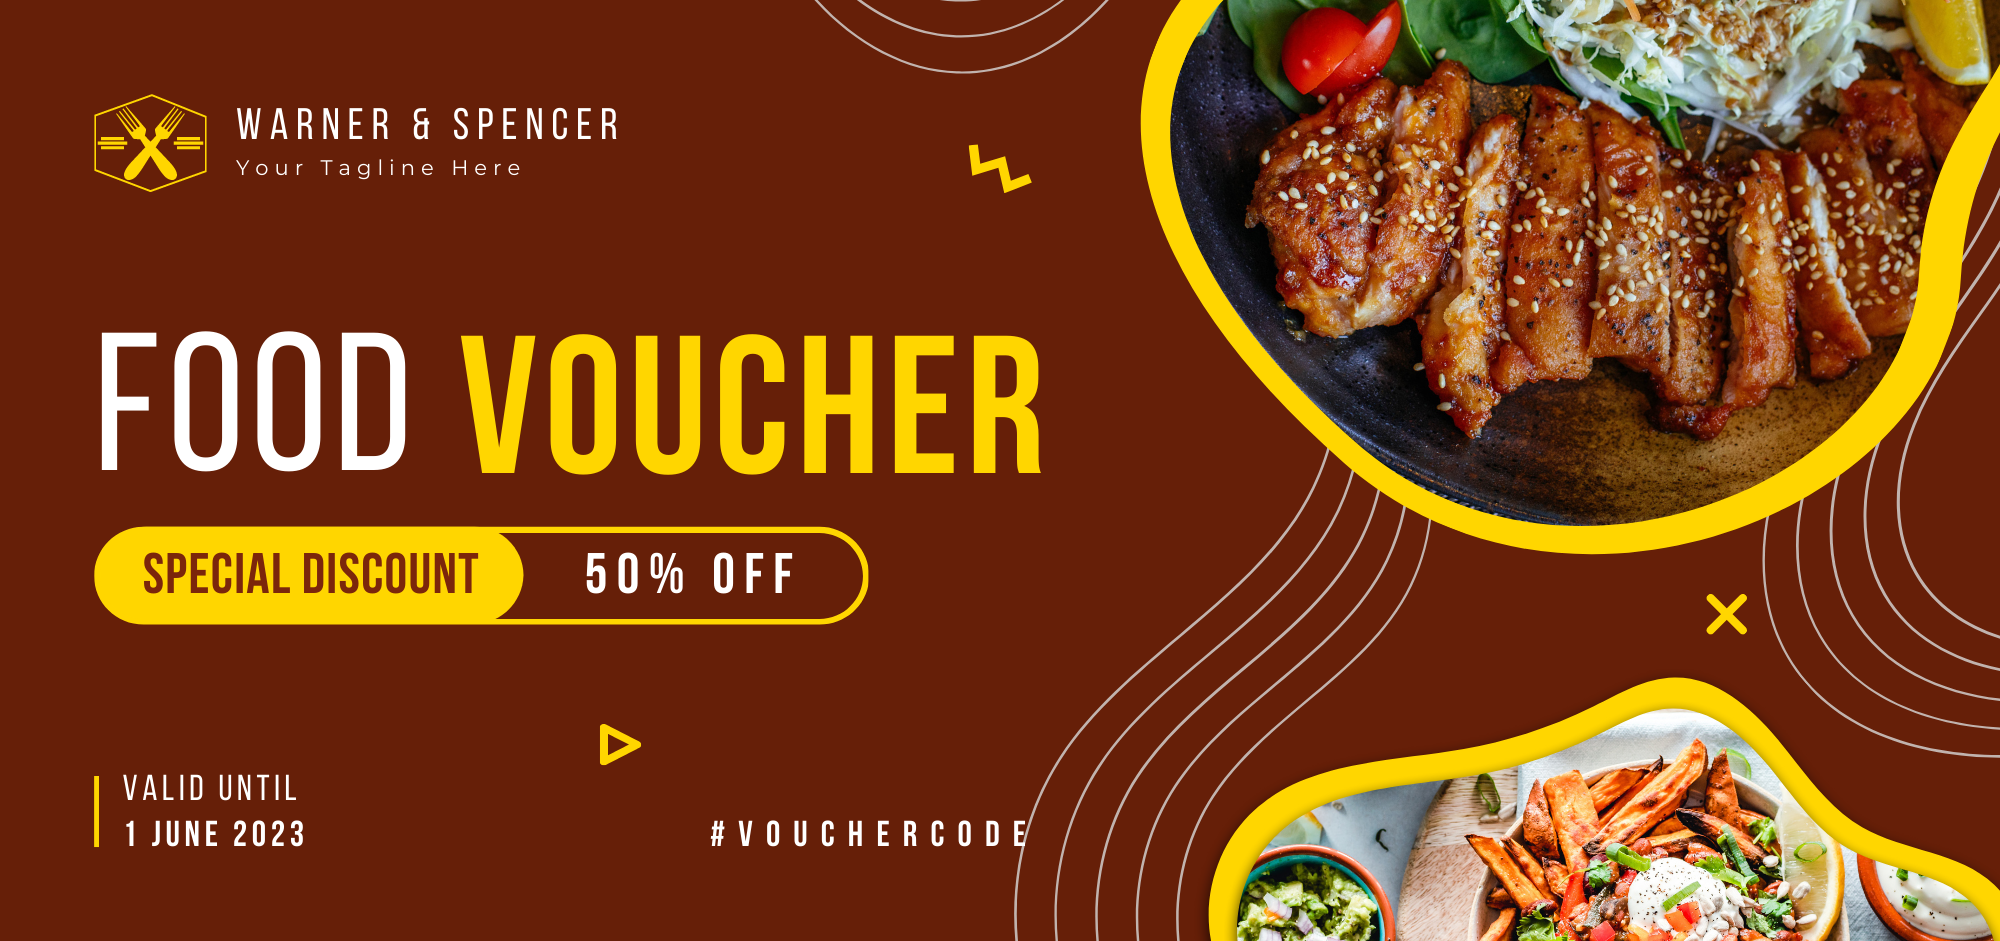 WARNER & SPENCER
Your Tagline Here
FOOD VOUCHER
SPECIAL DISCOUNT 50% OFF
VALID UNTIL
1 JUNE 2023
#VOUCHERCODE